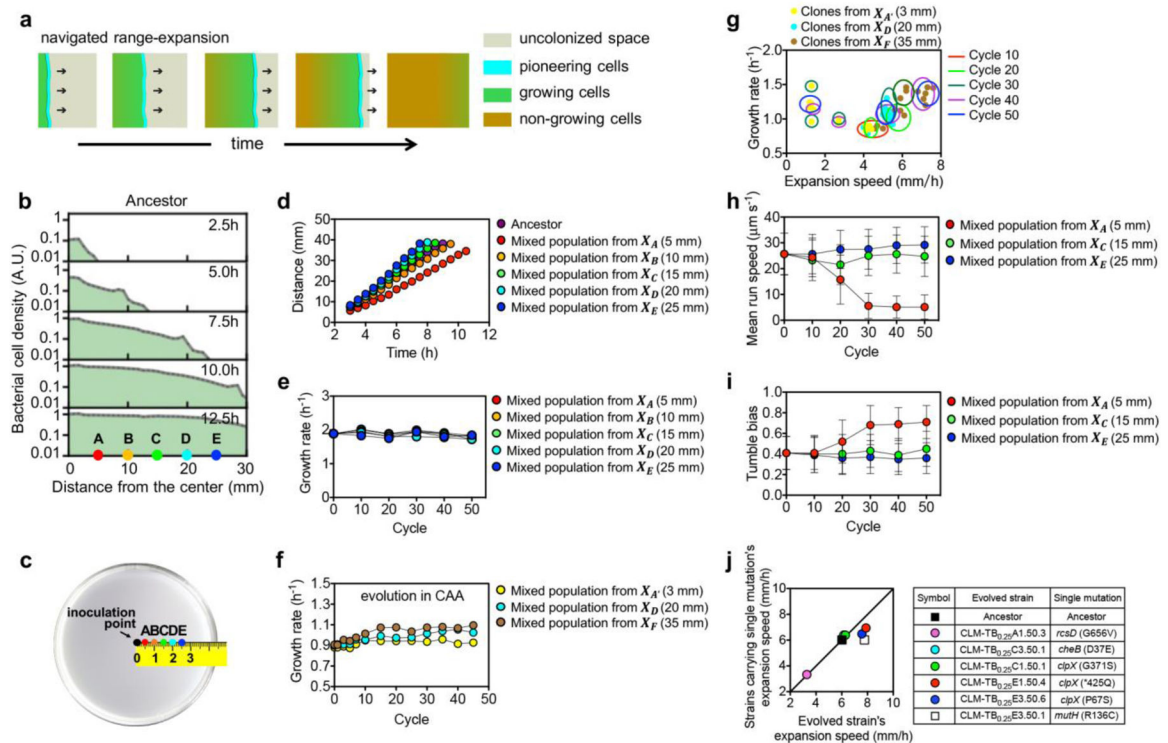 a
navigated range-expansion
time
uncolonized space
pioneering cells
growing cells
non-growing cells
b
Ancestor
Bacterial cell density (A.U.)
1
0.1
0.01
2.5h
1
0.1
0.01
5.0h
1
0.1
0.01
7.5h
1
0.1
0.01
10.0h
1
0.1
0.01
12.5h
A B C D E
0 10 20 30
Distance from the center (mm)
c
inoculation
point
ABCDE
0 1 2 3
d
Distance (mm)
50
40
30
20
10
0
2 4 6 8 10 12
Time (h)
Ancestor
Mixed population from X_A (5 mm)
Mixed population from X_B (10 mm)
Mixed population from X_C (15 mm)
Mixed population from X_D (20 mm)
Mixed population from X_E (25 mm)
e
Growth rate (h⁻¹)
3
2
1
0
0 10 20 30 40 50
Cycle
Mixed population from X_A (5 mm)
Mixed population from X_B (10 mm)
Mixed population from X_C (15 mm)
Mixed population from X_D (20 mm)
Mixed population from X_E (25 mm)
f
evolution in CAA
Growth rate (h⁻¹)
1.5
1.3
1.1
0.9
0.7
0.5
0 10 20 30 40 50
Cycle
Mixed population from X_A' (3 mm)
Mixed population from X_D (20 mm)
Mixed population from X_F (35 mm)
g
Clones from X_A' (3 mm)
Clones from X_D (20 mm)
Clones from X_F (35 mm)
Growth rate (h⁻¹)
2.0
1.5
1.0
0.5
0 2 4 6 8
Expansion speed (mm/h)
Cycle 10
Cycle 20
Cycle 30
Cycle 40
Cycle 50
h
Mean run speed (μm s⁻¹)
50
40
30
20
10
0
0 10 20 30 40 50
Cycle
Mixed population from X_A (5 mm)
Mixed population from X_C (15 mm)
Mixed population from X_E (25 mm)
i
Tumble bias
1.0
0.8
0.6
0.4
0.2
0.0
0 10 20 30 40 50
Cycle
Mixed population from X_A (5 mm)
Mixed population from X_C (15 mm)
Mixed population from X_E (25 mm)
j
Strains carrying single mutation's
expansion speed (mm/h)
10
8
6
4
2
2 4 6 8 10
Evolved strain's
expansion speed (mm/h)
Symbol Evolved strain Single mutation
Ancestor Ancestor
CLM-TB0.25A1.50.3 rcsD (G656V)
CLM-TB0.25C3.50.1 cheB (D37E)
CLM-TB0.25C1.50.1 clpX (G371S)
CLM-TB0.25E1.50.4 clpX (*425Q)
CLM-TB0.25E3.50.6 clpX (P67S)
CLM-TB0.25E3.50.1 mutH (R136C)